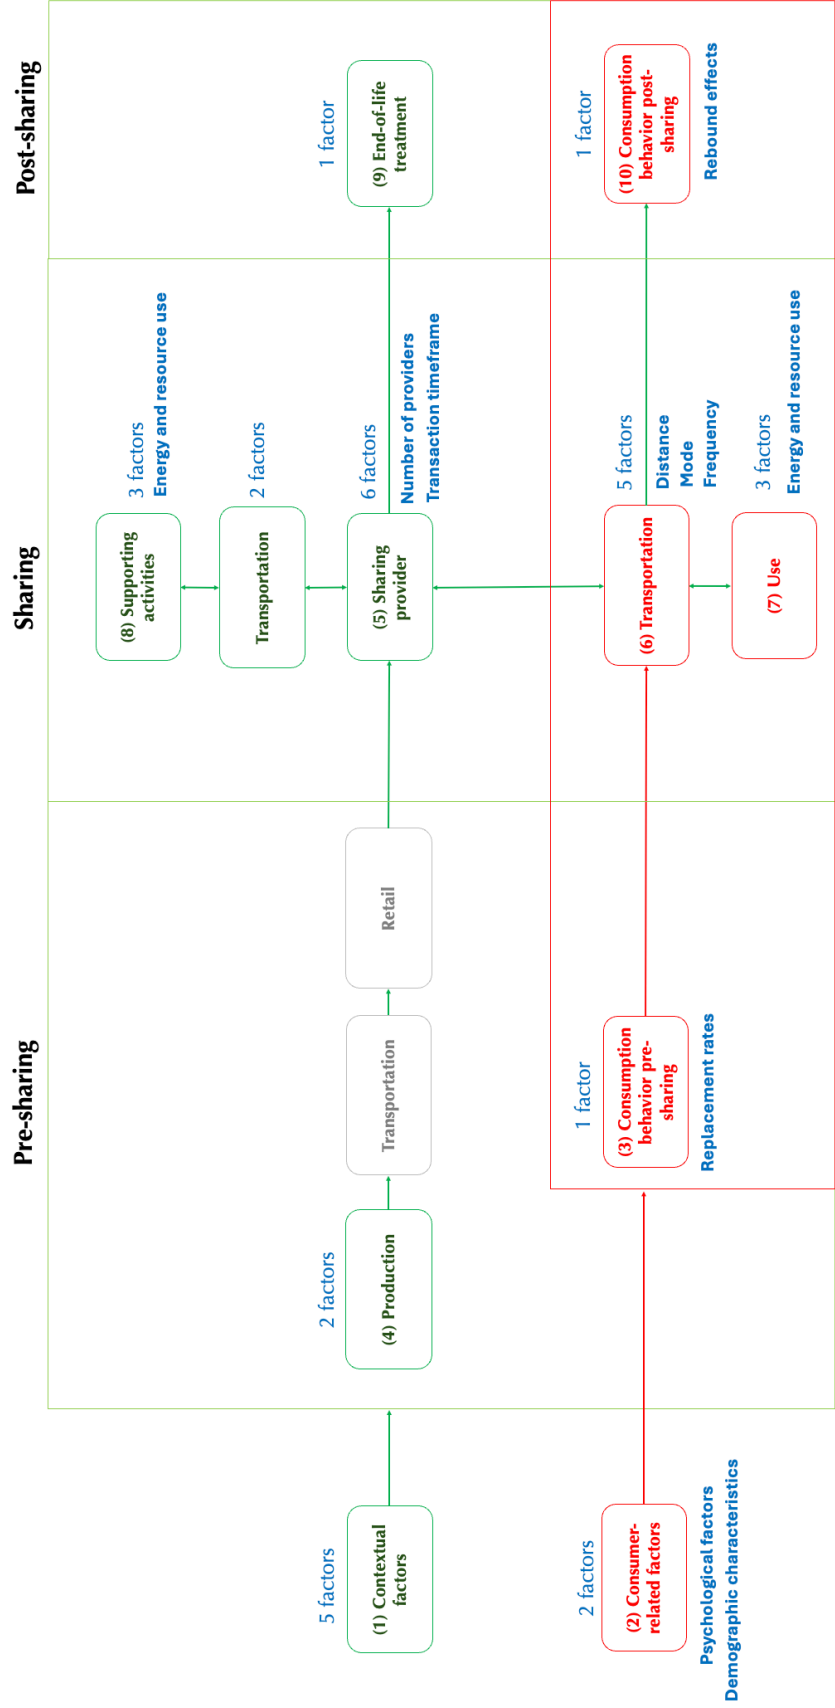 Pre-sharing
Sharing
Post-sharing
3 factors
Energy and resource use
(8) Supporting
activities
2 factors
Transportation
5 factors
(1) Contextual
factors
2 factors
(4) Production
Transportation
Retail
6 factors
(5) Sharing
provider
Number of providers
Transaction timeframe
1 factor
(9) End-of-life
treatment
2 factors
(2) Consumer-
related factors
Psychological factors
Demographic characteristics
1 factor
(3) Consumption
behavior pre-
sharing
Replacement rates
5 factors
(6) Transportation
Distance
Mode
Frequency
1 factor
(10) Consumption
behavior post-
sharing
Rebound effects
3 factors
(7) Use
Energy and resource use